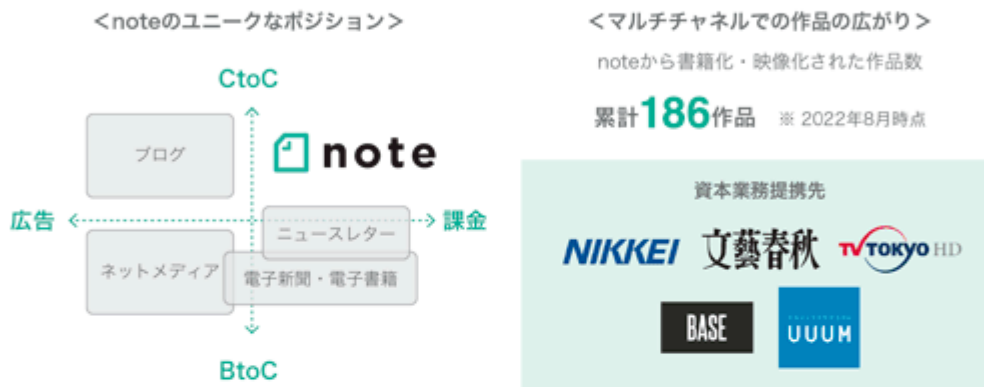 ＜noteのユニークなポジション＞
CtoC
ブログ
note
広告
課金
ニュースレター
ネットメディア
電子新聞・電子書籍
BtoC
＜マルチチャネルでの作品の広がり＞
noteから書籍化・映像化された作品数
累計186作品 ※ 2022年8月時点
資本業務提携先
NIKKEI 文藝春秋 TV TOKYO HD
BASE UUUM